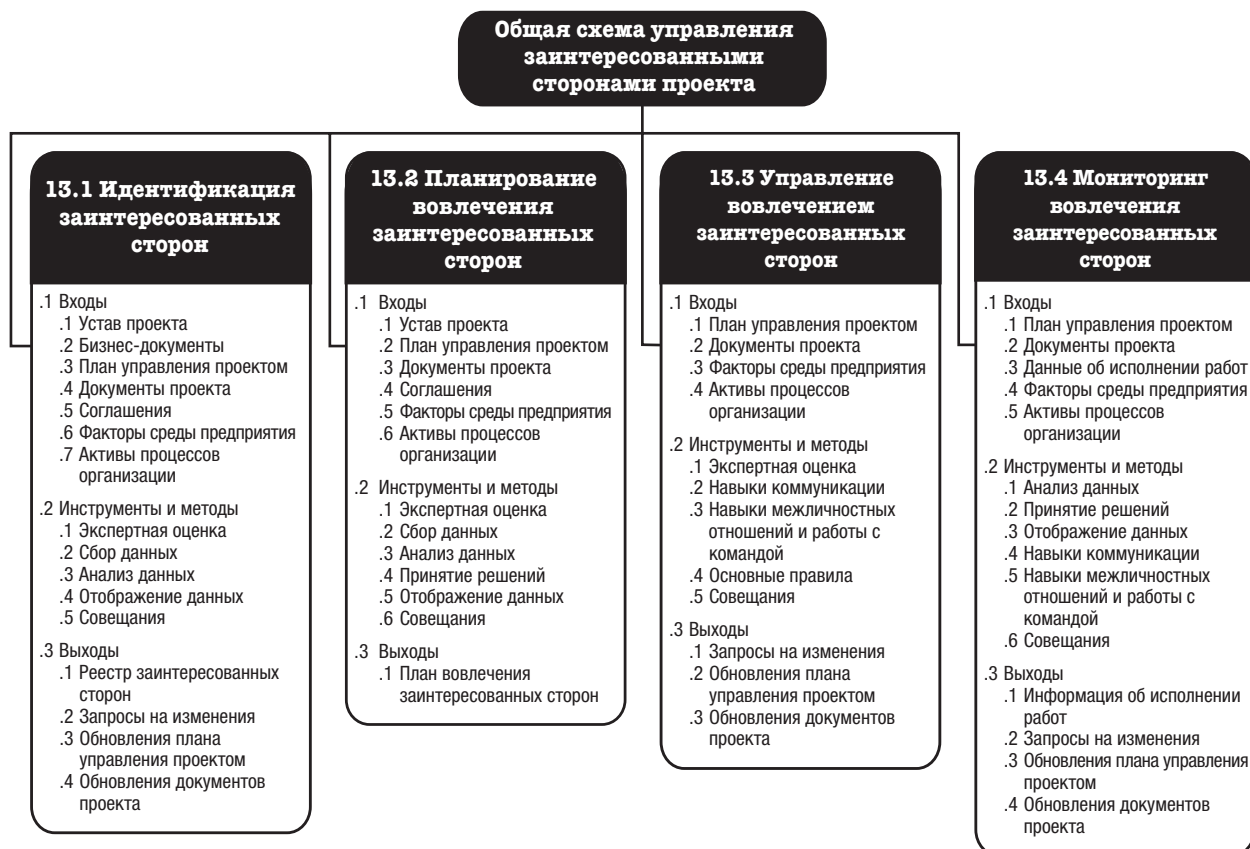 Общая схема управления
заинтересованными
сторонами проекта
13.1 Идентификация
заинтересованных
сторон
.1 Входы
.1 Устав проекта
.2 Бизнес-документы
.3 План управления проектом
.4 Документы проекта
.5 Соглашения
.6 Факторы среды предприятия
.7 Активы процессов
организации
.2 Инструменты и методы
.1 Экспертная оценка
.2 Сбор данных
.3 Анализ данных
.4 Отображение данных
.5 Совещания
.3 Выходы
.1 Реестр заинтересованных
сторон
.2 Запросы на изменения
.3 Обновления плана
управления проектом
.4 Обновления документов
проекта
13.2 Планирование
вовлечения
заинтересованных
сторон
.1 Входы
.1 Устав проекта
.2 План управления проектом
.3 Документы проекта
.4 Соглашения
.5 Факторы среды предприятия
.6 Активы процессов
организации
.2 Инструменты и методы
.1 Экспертная оценка
.2 Сбор данных
.3 Анализ данных
.4 Принятие решений
.5 Отображение данных
.6 Совещания
.3 Выходы
.1 План вовлечения
заинтересованных сторон
13.3 Управление
вовлечением
заинтересованных
сторон
.1 Входы
.1 План управления проектом
.2 Документы проекта
.3 Факторы среды предприятия
.4 Активы процессов
организации
.2 Инструменты и методы
.1 Экспертная оценка
.2 Навыки коммуникации
.3 Навыки межличностных
отношений и работы с
командой
.4 Основные правила
.5 Совещания
.3 Выходы
.1 Запросы на изменения
.2 Обновления плана
управления проектом
.3 Обновления документов
проекта
13.4 Мониторинг
вовлечения
заинтересованных
сторон
.1 Входы
.1 План управления проектом
.2 Документы проекта
.3 Данные об исполнении работ
.4 Факторы среды предприятия
.5 Активы процессов
организации
.2 Инструменты и методы
.1 Анализ данных
.2 Принятие решений
.3 Отображение данных
.4 Навыки коммуникации
.5 Навыки межличностных
отношений и работы с
командой
.6 Совещания
.3 Выходы
.1 Информация об исполнении
работ
.2 Запросы на изменения
.3 Обновления плана управления
проектом
.4 Обновления документов
проекта